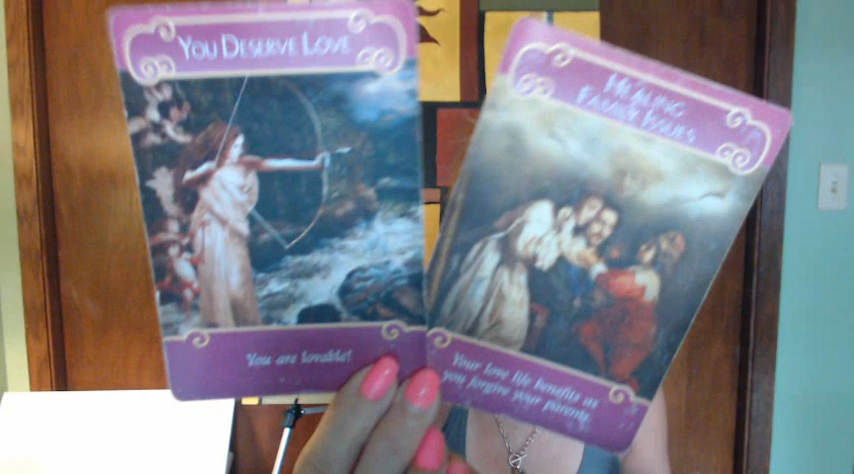 You Deserve Love
You are lovable!
Healing
Family Issues
Your love life benefits as
you forgive your parents.